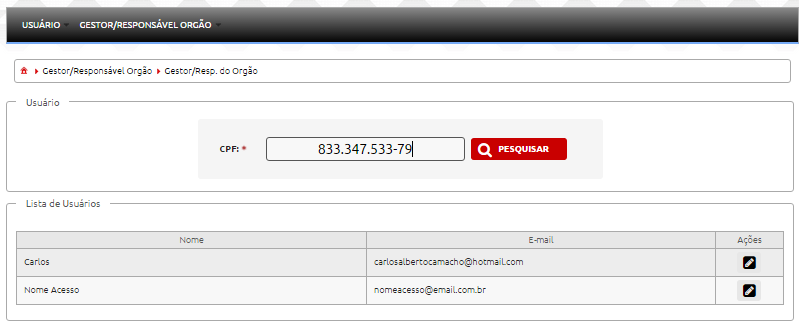 USUÁRIO GESTOR/RESPONSÁVEL ORGÃO
Gestor/Responsável Orgão Gestor/Resp. do Orgão
Usuário
CPF: * 833.347.533-79 PESQUISAR
Lista de Usuários
Nome E-mail Ações
Carlos carlosalbertocamacho@hotmail.com
Nome Acesso nomeacesso@email.com.br